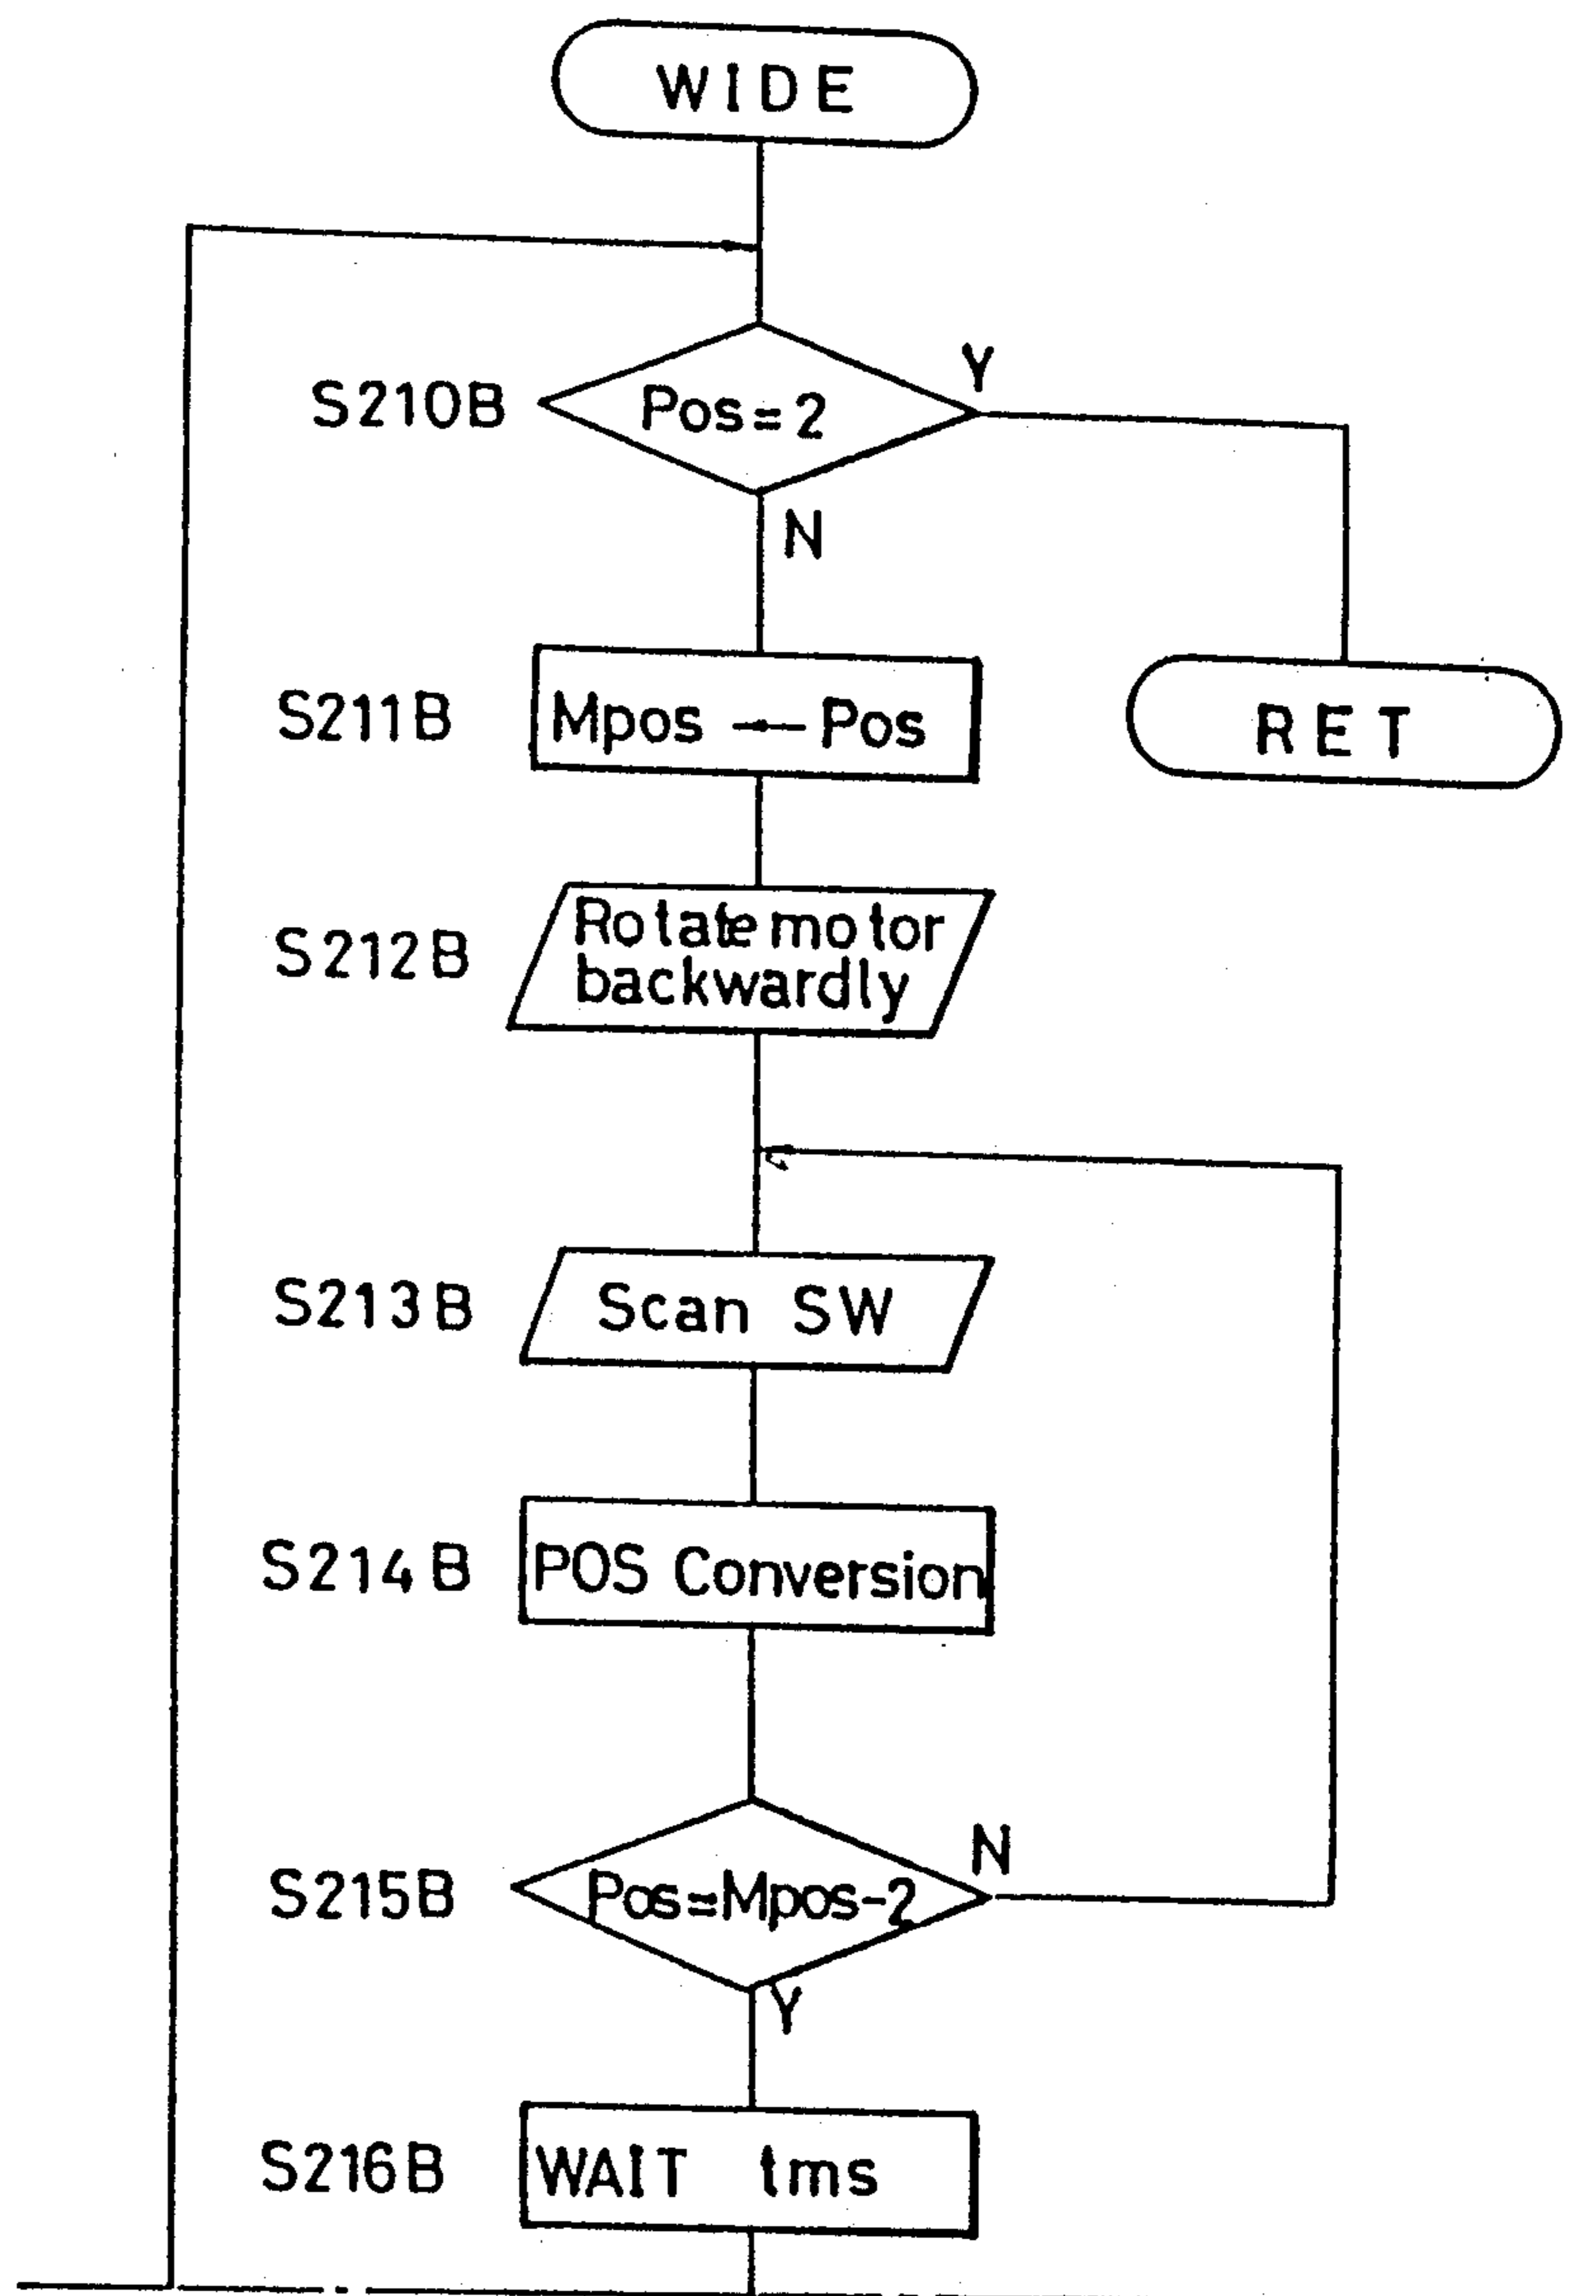 WIDE
S210B
Pos=2
Y
N
S211B
Mpos ← Pos
RET
S212B
Rotate motor
backwardly
S213B
Scan SW
S214B
POS Conversion
S215B
Pos=Mpos-2
N
Y
S216B
WAIT tms